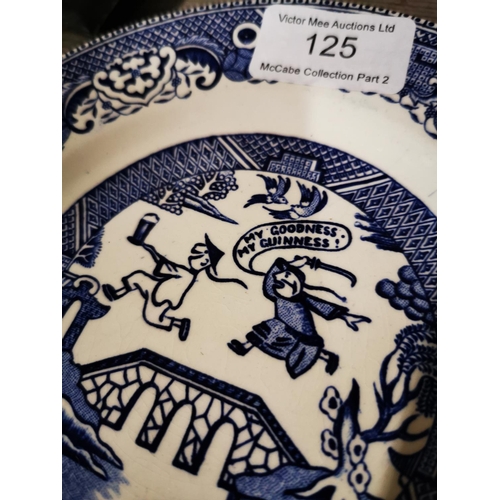 Victor Mee Auctions Ltd
125
McCabe Collection Part 2
MY GOODNESS.
MY GUINNESS!